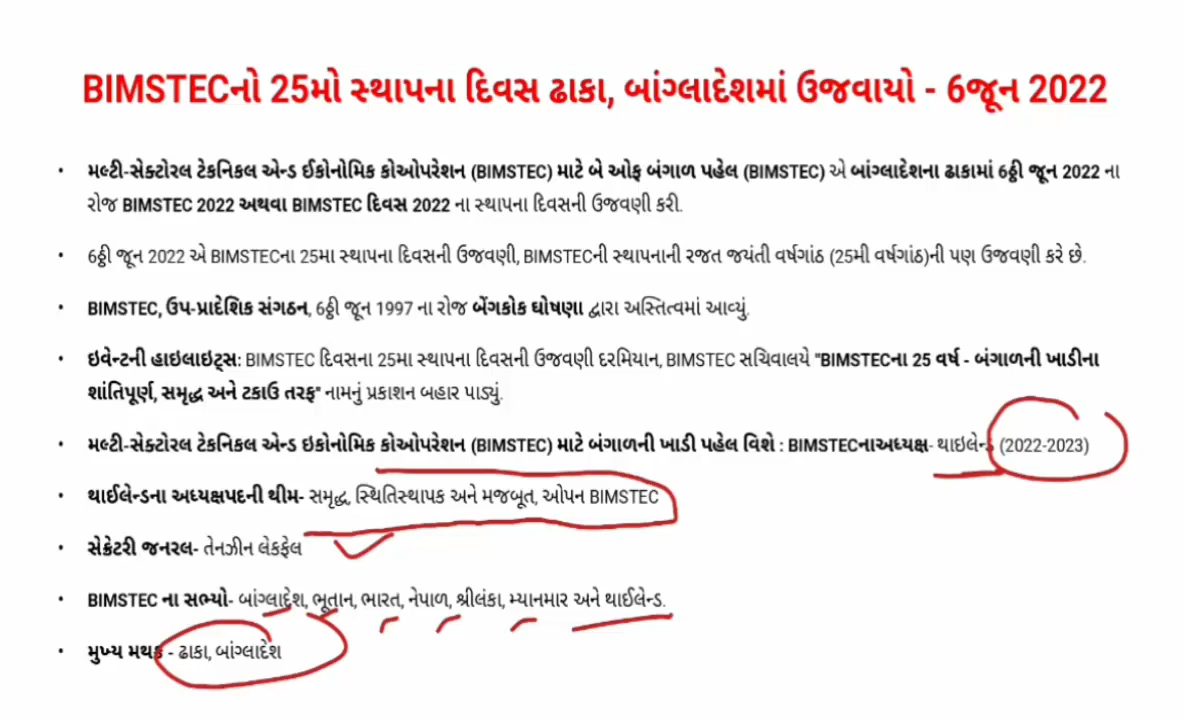 BIMSTECનો 25મો સ્થાપના દિવસ ઢાકા, બાંગ્લાદેશમાં ઉજવાયો - 6જૂન 2022
• મલ્ટી-સેક્ટોરલ ટેકનિકલ એન્ડ ઈકોનોમિક કોઓપરેશન (BIMSTEC) માટે બે ઓફ બંગાળ પહેલ (BIMSTEC) એ બાંગ્લાદેશના ઢાકામાં 6ઠ્ઠી જૂન 2022 ના
રોજ BIMSTEC 2022 અથવા BIMSTEC દિવસ 2022 ના સ્થાપના દિવસની ઉજવણી કરી.
• 6ઠ્ઠી જૂન 2022 એ BIMSTECના 25મા સ્થાપના દિવસની ઉજવણી, BIMSTECની સ્થાપનાની રજત જયંતી વર્ષગાંઠ (25મી વર્ષગાંઠ)ની પણ ઉજવણી કરે છે.
• BIMSTEC, ઉપ-પ્રાદેશિક સંગઠન, 6ઠ્ઠી જૂન 1997 ના રોજ બેંગકોક ઘોષણા દ્વારા અસ્તિત્વમાં આવ્યું.
• ઇવેન્ટની હાઇલાઇટ્સ: BIMSTEC દિવસના 25મા સ્થાપના દિવસની ઉજવણી દરમિયાન, BIMSTEC સચિવાલયે "BIMSTECના 25 વર્ષ - બંગાળની ખાડીના
શાંતિપૂર્ણ, સમૃદ્ધ અને ટકાઉ તરફ" નામનું પ્રકાશન બહાર પાડ્યું.
• મલ્ટી-સેક્ટોરલ ટેકનિકલ એન્ડ ઇકોનોમિક કોઓપરેશન (BIMSTEC) માટે બંગાળની ખાડી પહેલ વિશે : BIMSTECનાઅધ્યક્ષ- થાઇલેન્ડ (2022-2023)
• થાઈલેન્ડના અધ્યક્ષપદની થીમ- સમૃદ્ધ, સ્થિતિસ્થાપક અને મજબૂત, ઓપન BIMSTEC
• સેક્રેટરી જનરલ- તેનઝીન લેકફેલ
• BIMSTEC ના સભ્યો- બાંગ્લાદેશ, ભૂતાન, ભારત, નેપાળ, શ્રીલંકા, મ્યાનમાર અને થાઈલેન્ડ.
• મુખ્ય મથક - ઢાકા, બાંગ્લાદેશ